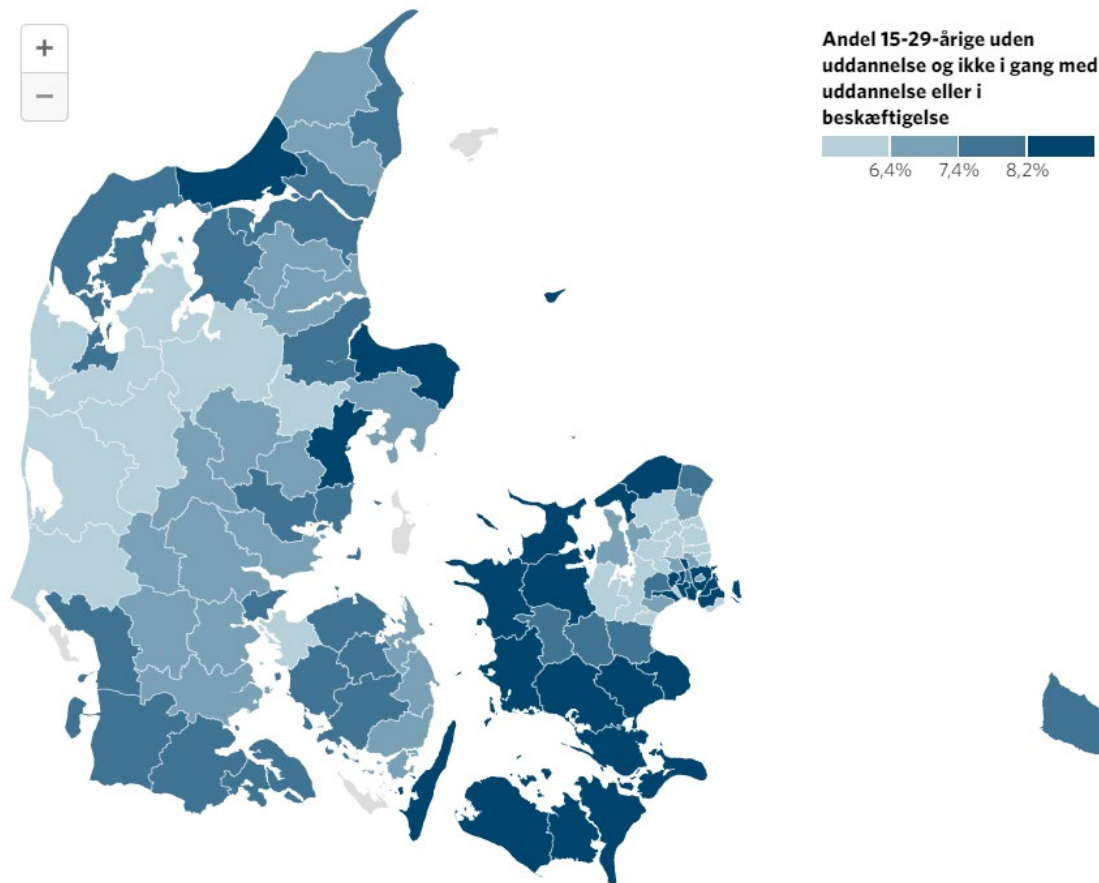 +
−
Andel 15-29-årige uden
uddannelse og ikke i gang med
uddannelse eller i
beskæftigelse
6,4% 7,4% 8,2%